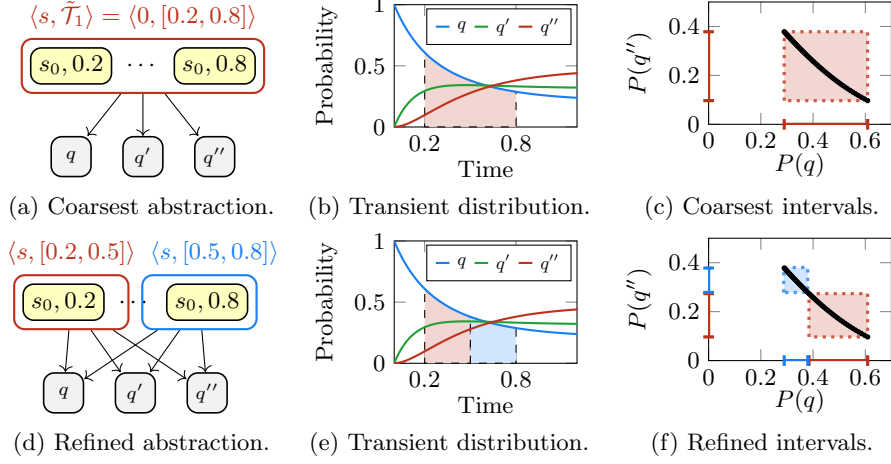 ⟨s, 𝒯̃₁⟩ = ⟨0, [0.2, 0.8]⟩
s₀, 0.2 ··· s₀, 0.8
q q′ q″
(a) Coarsest abstraction.
Probability
1
0.5
0
q q′ q″
0.2 0.8
Time
(b) Transient distribution.
P(q″)
0.4
0.2
0
0 0.2 0.4 0.6
P(q)
(c) Coarsest intervals.
⟨s, [0.2, 0.5]⟩ ⟨s, [0.5, 0.8]⟩
s₀, 0.2 ··· s₀, 0.8
q q′ q″
(d) Refined abstraction.
Probability
1
0.5
0
q q′ q″
0.2 0.8
Time
(e) Transient distribution.
P(q″)
0.4
0.2
0
0 0.2 0.4 0.6
P(q)
(f) Refined intervals.